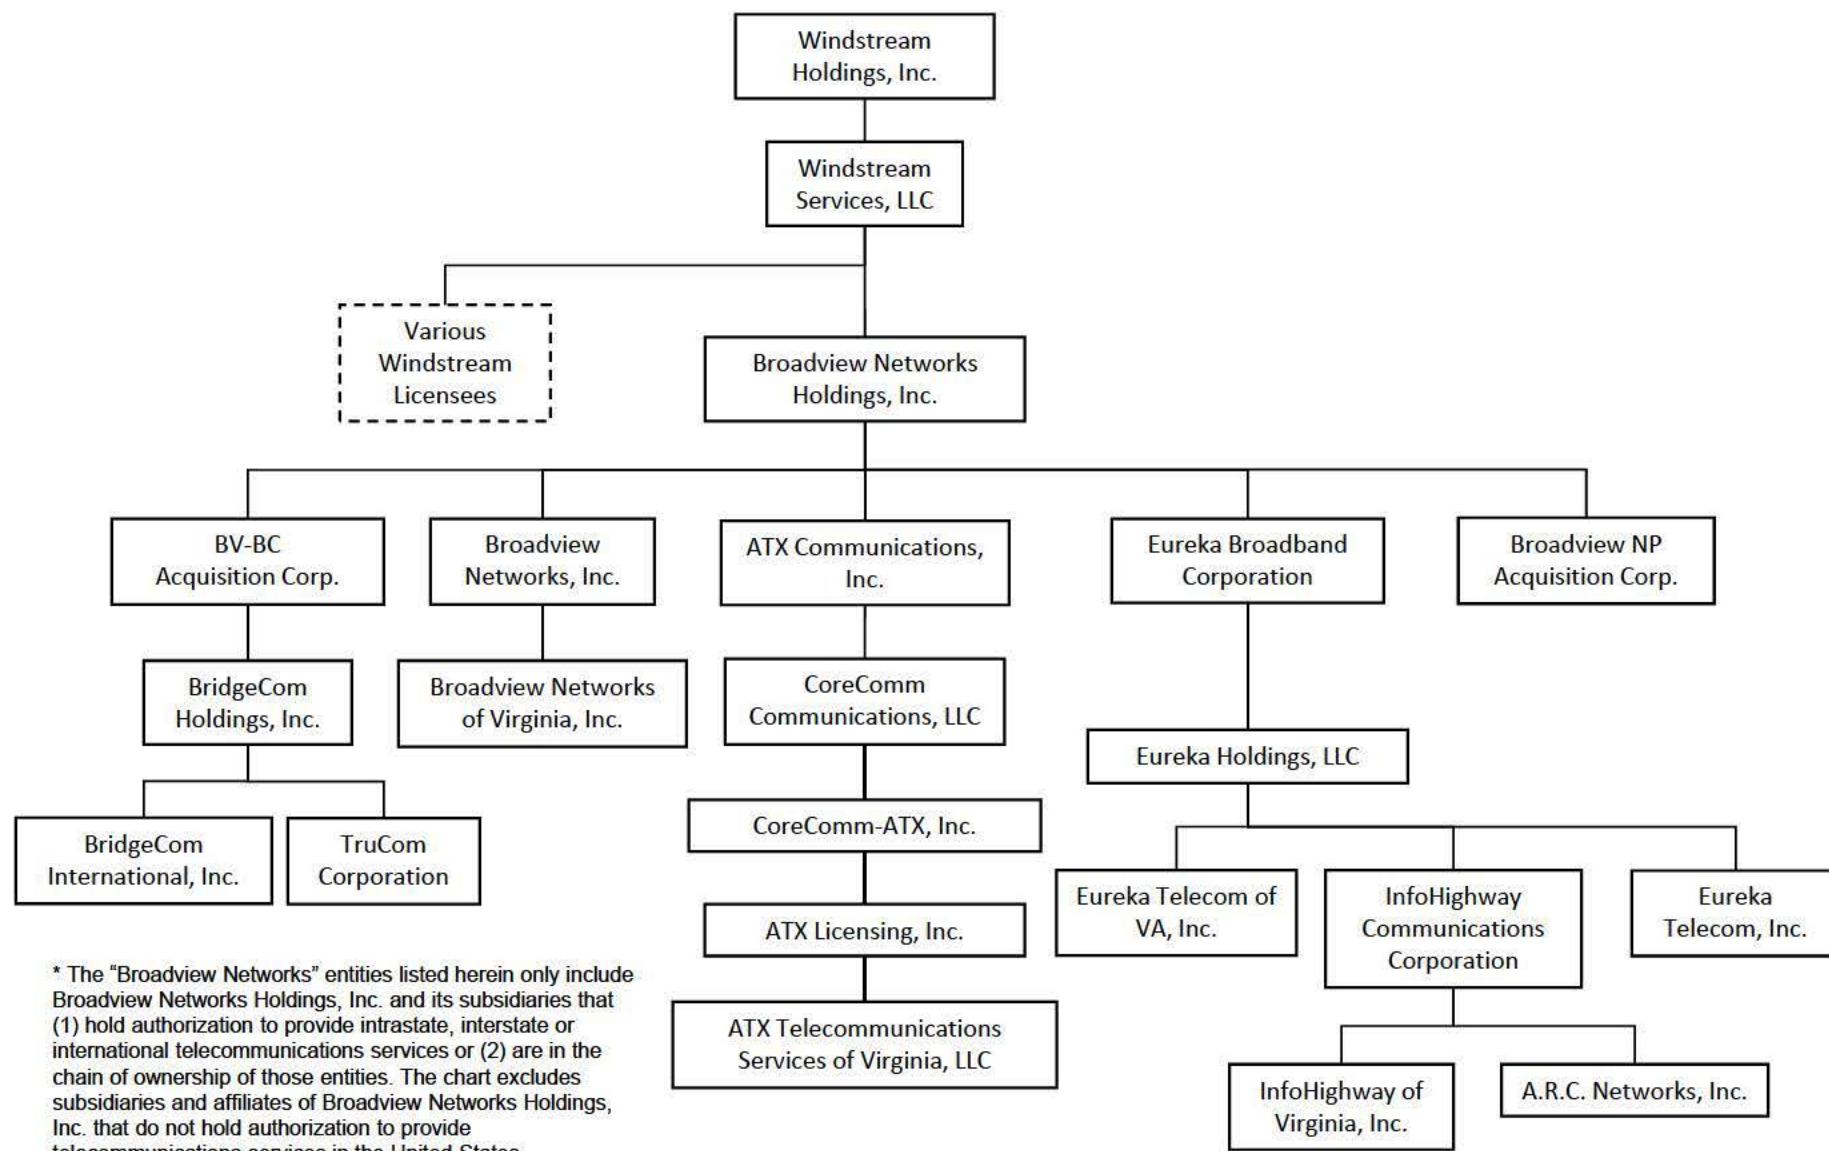 Windstream
Holdings, Inc.
Windstream
Services, LLC
Various
Windstream
Licensees
Broadview Networks
Holdings, Inc.
BV-BC
Acquisition Corp.
Broadview
Networks, Inc.
ATX Communications,
Inc.
Eureka Broadband
Corporation
Broadview NP
Acquisition Corp.
BridgeCom
Holdings, Inc.
Broadview Networks
of Virginia, Inc.
CoreComm
Communications, LLC
Eureka Holdings, LLC
BridgeCom
International, Inc.
TruCom
Corporation
CoreComm-ATX, Inc.
Eureka Telecom of
VA, Inc.
InfoHighway
Communications
Corporation
Eureka
Telecom, Inc.
ATX Licensing, Inc.
ATX Telecommunications
Services of Virginia, LLC
InfoHighway of
Virginia, Inc.
A.R.C. Networks, Inc.
* The “Broadview Networks” entities listed herein only include
Broadview Networks Holdings, Inc. and its subsidiaries that
(1) hold authorization to provide intrastate, interstate or
international telecommunications services or (2) are in the
chain of ownership of those entities. The chart excludes
subsidiaries and affiliates of Broadview Networks Holdings,
Inc. that do not hold authorization to provide
telecommunications services in the United States